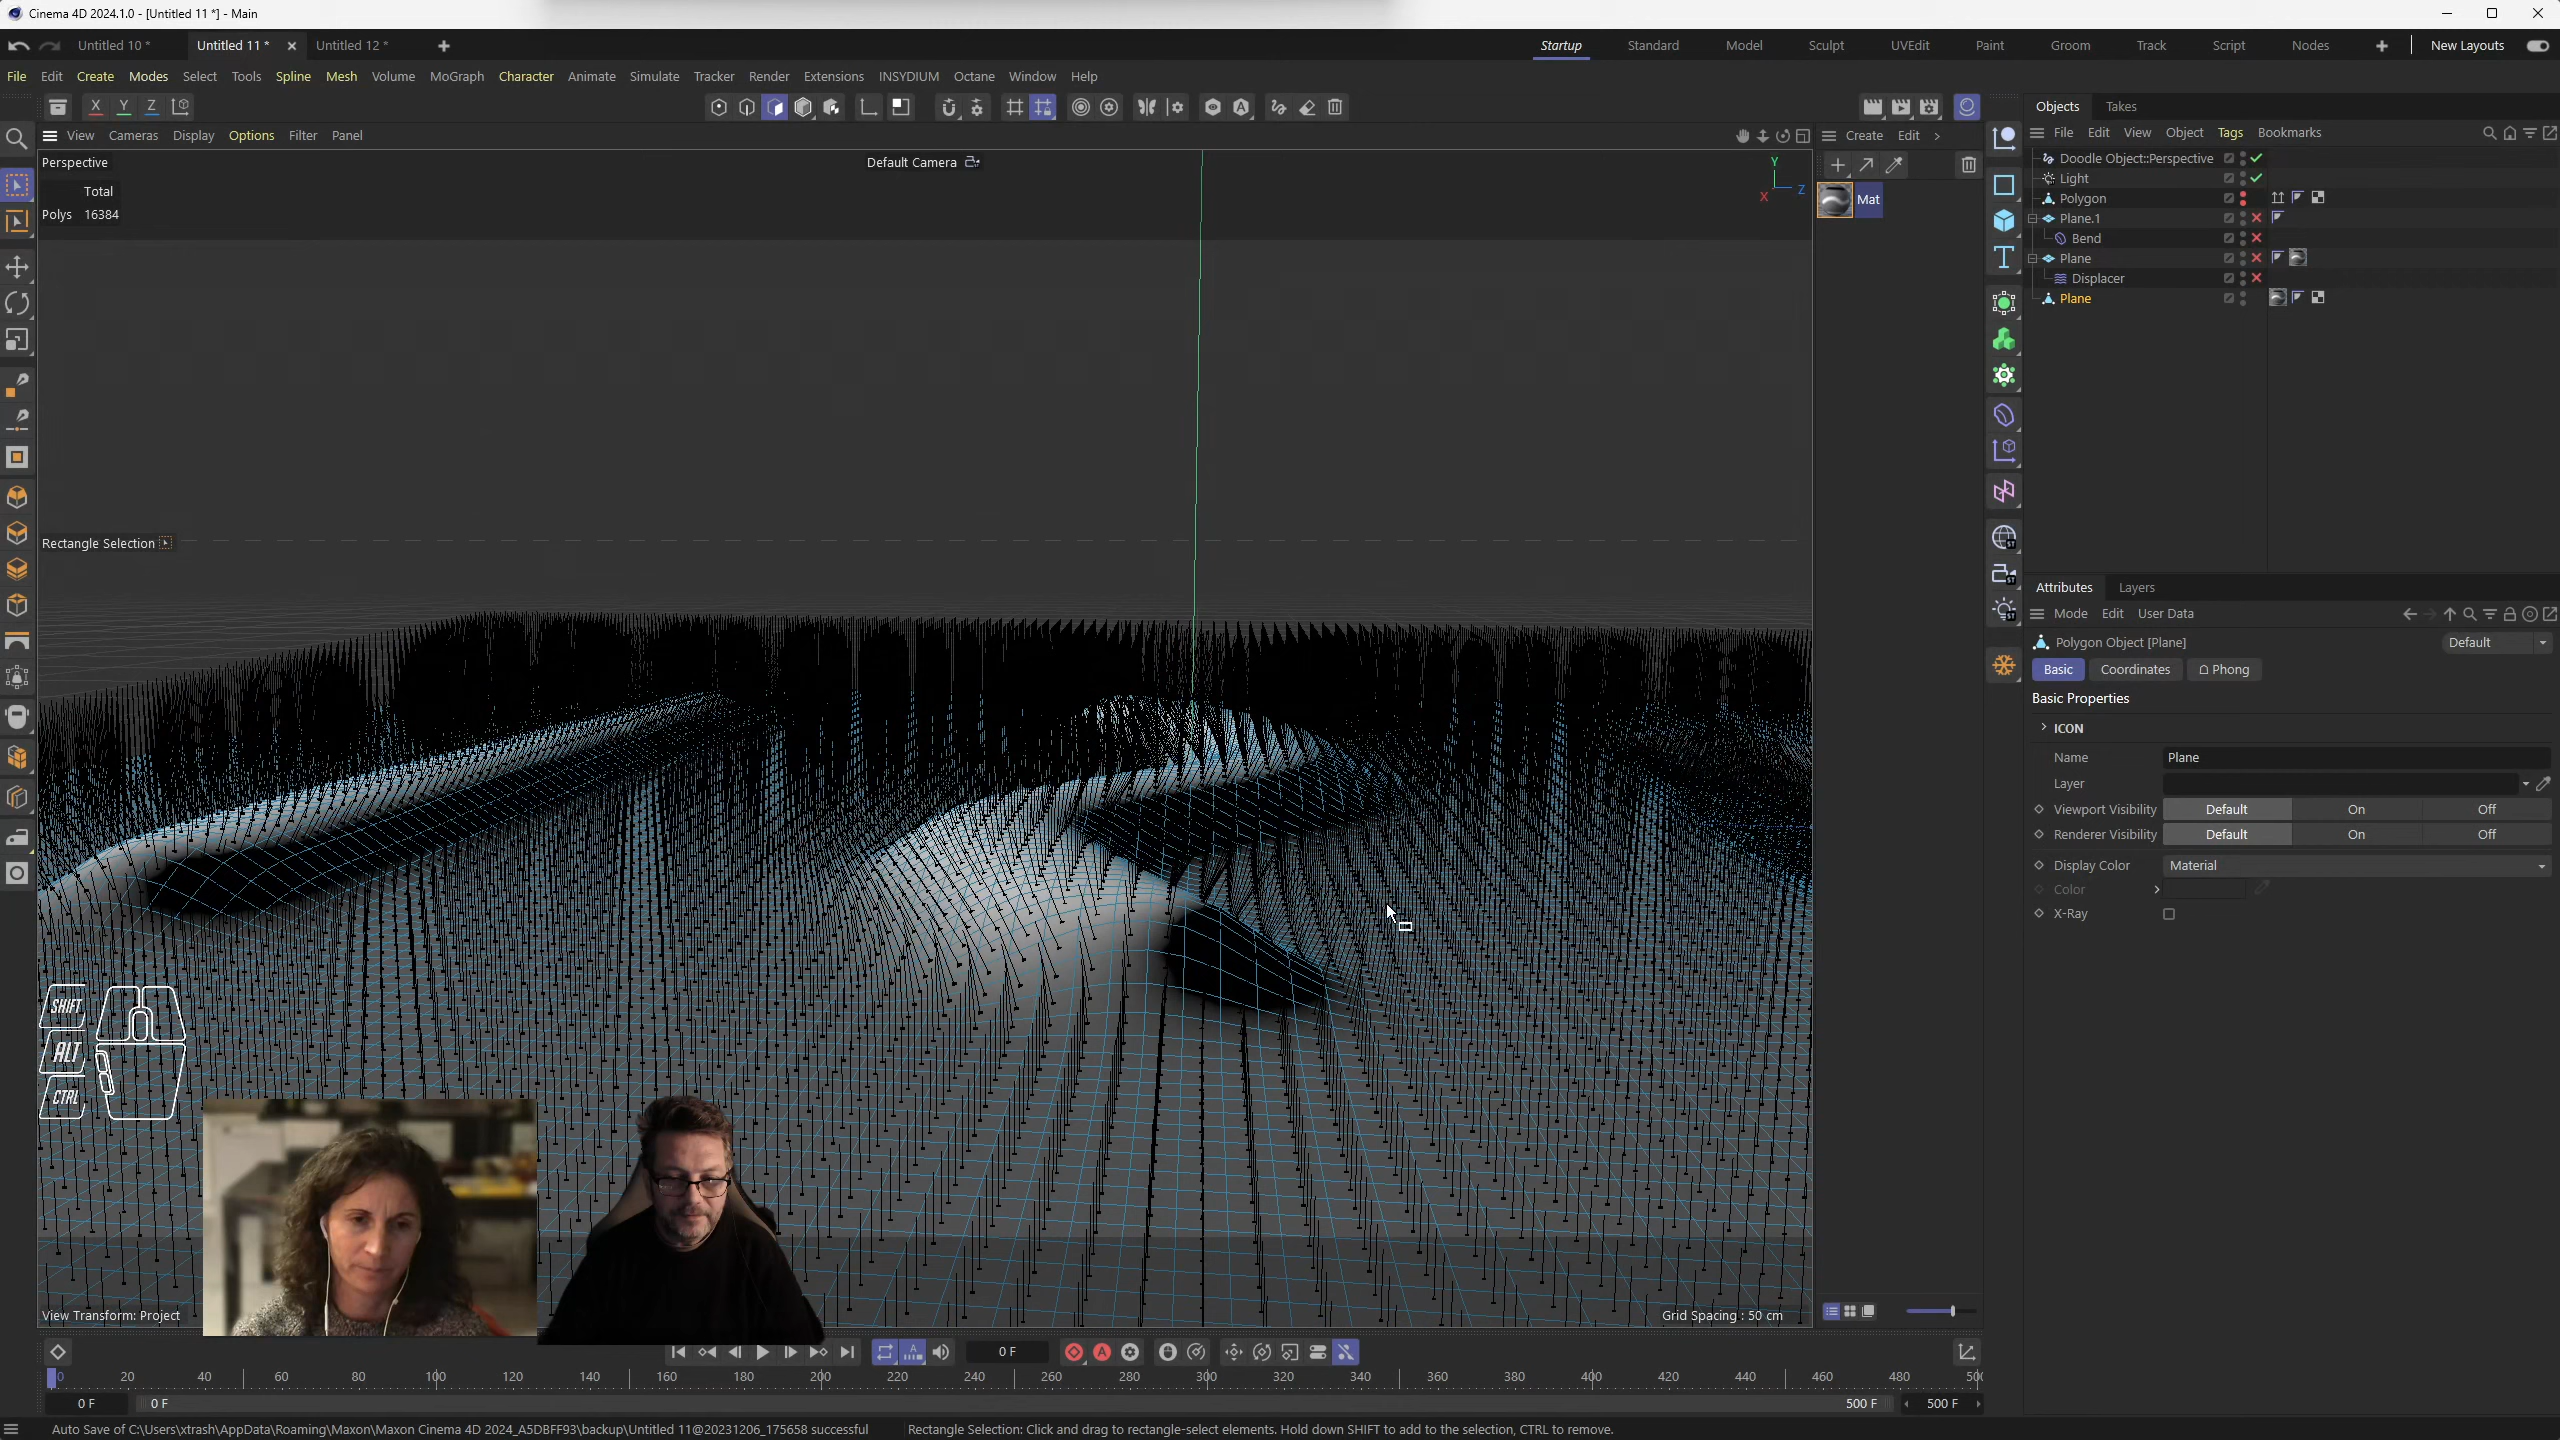 Cinema 4D 2024.1.0 - [Untitled 11 *] - Main
Untitled 10 *
Untitled 11 *
Untitled 12 *
Startup
Standard
Model
Sculpt
UVEdit
Paint
Groom
Track
Script
Nodes
New Layouts
File Edit Create Modes Select Tools Spline Mesh Volume MoGraph Character Animate Simulate Tracker Render Extensions INSYDIUM Octane Window Help
X Y Z
Objects Takes
View Cameras Display Options Filter Panel
Create Edit
File Edit View Object Tags Bookmarks
Perspective
Default Camera
Y
Z
X
Total
Polys 16384
Mat
Doodle Object::Perspective
Light
Polygon
Plane.1
Bend
Plane
Displacer
Plane
Rectangle Selection
Attributes Layers
Mode Edit User Data
Polygon Object [Plane]
Default
Basic Coordinates Phong
Basic Properties
ICON
Name Plane
Layer
Viewport Visibility Default On Off
Renderer Visibility Default On Off
Display Color Material
Color
X-Ray
SHIFT
ALT
CTRL
View Transform: Project
Grid Spacing : 50 cm
0 F
0 20 40 60 80 100 120 140 160 180 200 220 240 260 280 300 320 340 360 380 400 420 440 460 480 50
0 F
0 F
500 F
500 F
Auto Save of C:\Users\xtrash\AppData\Roaming\Maxon\Maxon Cinema 4D 2024_A5DBFF93\backup\Untitled 11@20231206_175658 successful
Rectangle Selection: Click and drag to rectangle-select elements. Hold down SHIFT to add to the selection, CTRL to remove.